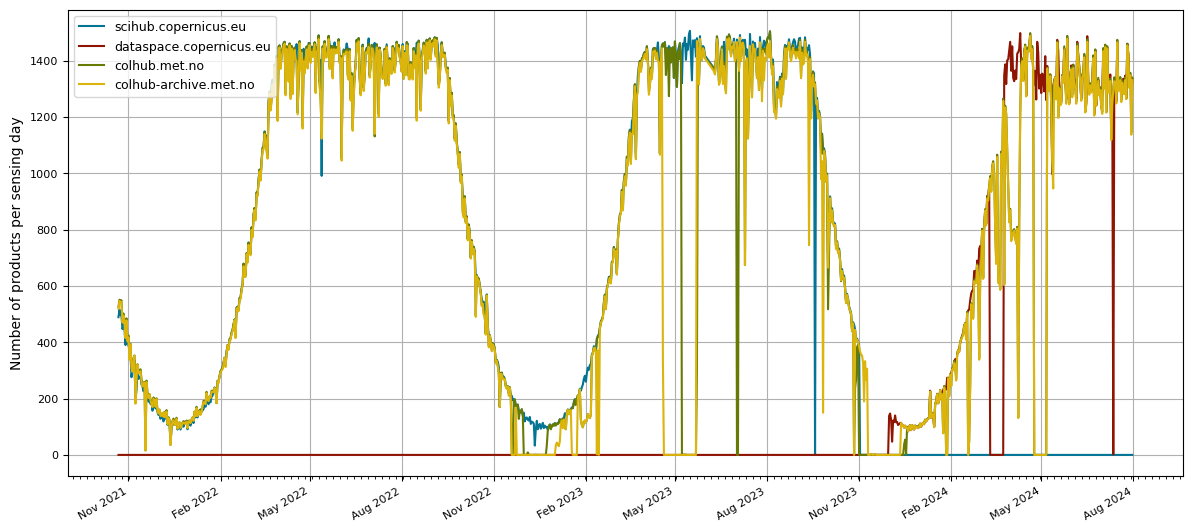 scihub.copernicus.eu
dataspace.copernicus.eu
colhub.met.no
colhub-archive.met.no
Number of products per sensing day
1400
1200
1000
800
600
400
200
0
Nov 2021
Feb 2022
May 2022
Aug 2022
Nov 2022
Feb 2023
May 2023
Aug 2023
Nov 2023
Feb 2024
May 2024
Aug 2024